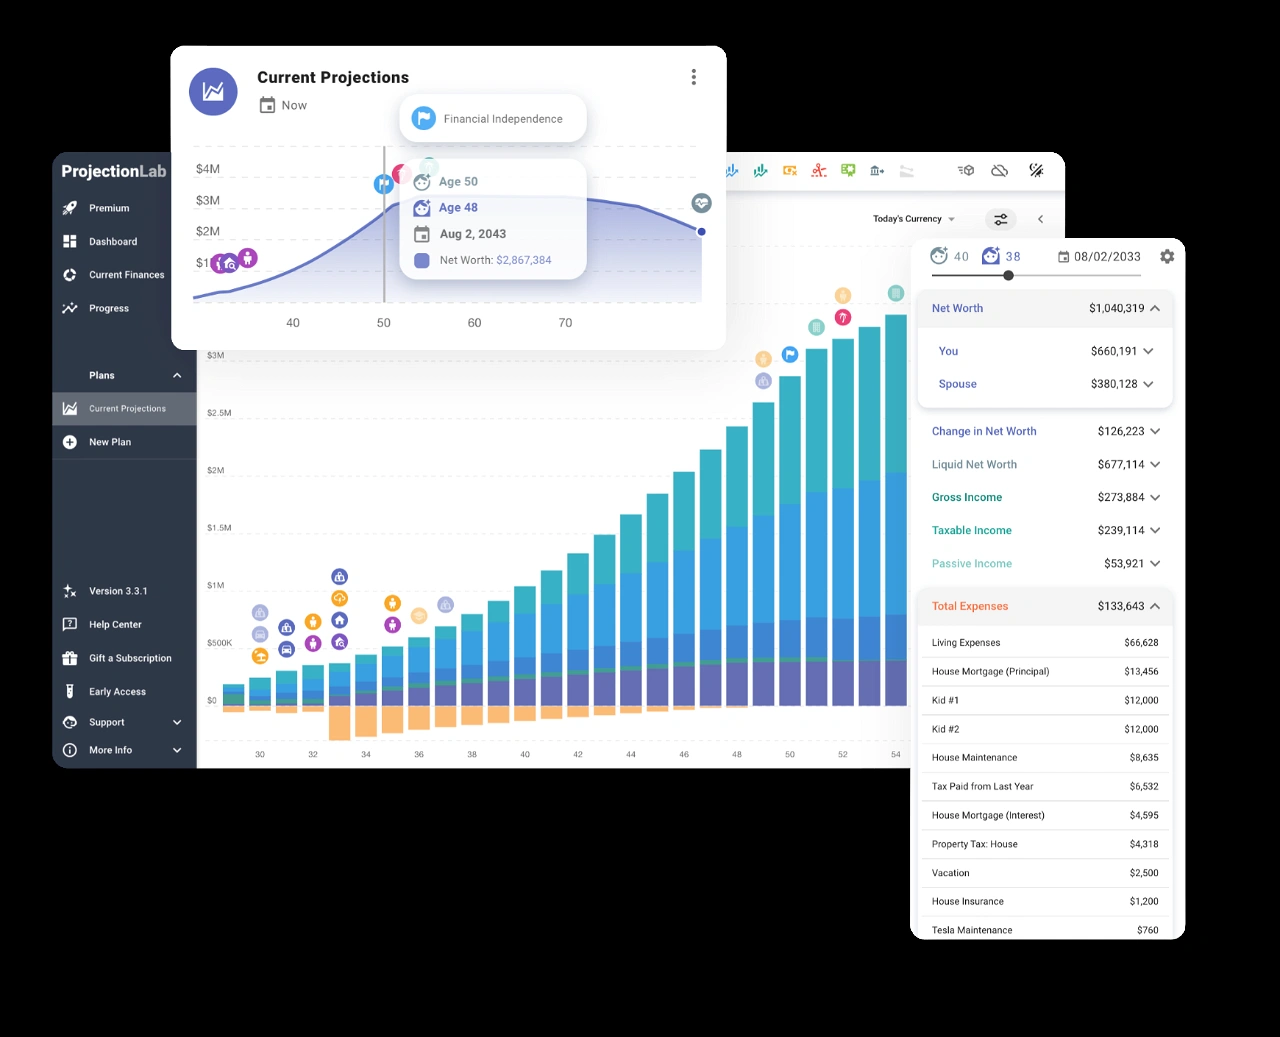 Current Projections
Now
Financial Independence
$4M
$3M
$2M
$1
Age 50
Age 48
Aug 2, 2043
Net Worth: $2,867,384
40 50 60 70
ProjectionLab
Premium
Dashboard
Current Finances
Progress
Plans
Current Projections
New Plan
Version 3.3.1
Help Center
Gift a Subscription
Early Access
Support
More Info
Today's Currency
$3M
$2.5M
$2M
$1.5M
$1M
$500K
$0
30 32 34 36 38 40 42 44 46 48 50 52 54
40 38 08/02/2033
Net Worth $1,040,319
You $660,191
Spouse $380,128
Change in Net Worth $126,223
Liquid Net Worth $677,114
Gross Income $273,884
Taxable Income $239,114
Passive Income $53,921
Total Expenses $133,643
Living Expenses $66,628
House Mortgage (Principal) $13,456
Kid #1 $12,000
Kid #2 $12,000
House Maintenance $8,635
Tax Paid from Last Year $6,532
House Mortgage (Interest) $4,595
Property Tax: House $4,318
Vacation $2,500
House Insurance $1,200
Tesla Maintenance $760